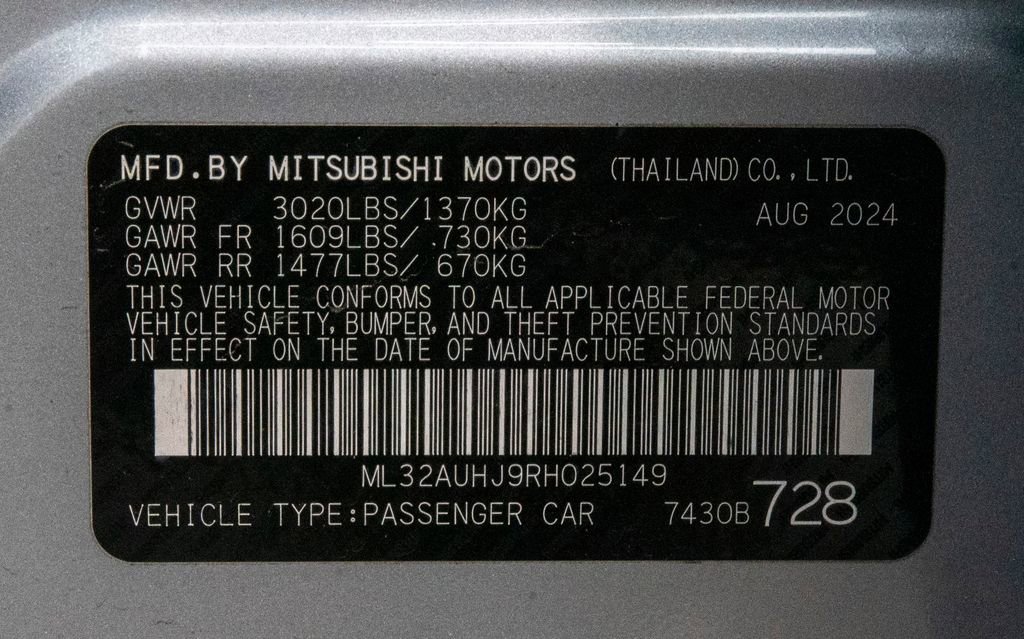 MFD.BY MITSUBISHI MOTORS (THAILAND) CO., LTD.
GVWR 3020LBS/1370KG AUG 2024
GAWR FR 1609LBS/ 730KG
GAWR RR 1477LBS/ 670KG
THIS VEHICLE CONFORMS TO ALL APPLICABLE FEDERAL MOTOR
VEHICLE SAFETY, BUMPER, AND THEFT PREVENTION STANDARDS
IN EFFECT ON THE DATE OF MANUFACTURE SHOWN ABOVE.
ML32AUHJ9RH025149
VEHICLE TYPE:PASSENGER CAR 7430B 728